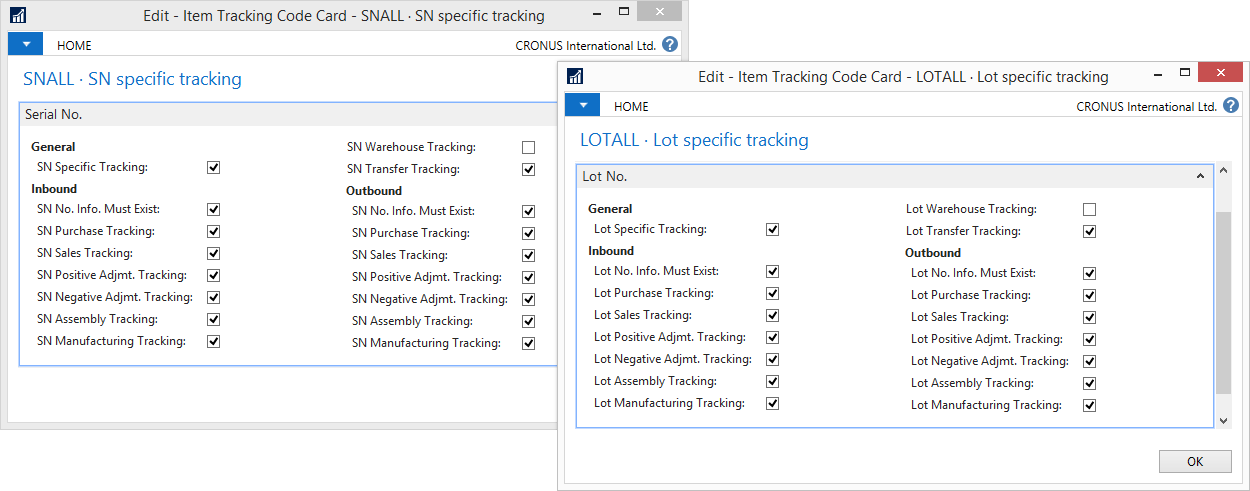 Edit - Item Tracking Code Card - SNALL · SN specific tracking
HOME
CRONUS International Ltd.
?
SNALL · SN specific tracking
Serial No.
General
SN Specific Tracking:
SN Warehouse Tracking:
SN Transfer Tracking:
Inbound
SN No. Info. Must Exist:
SN Purchase Tracking:
SN Sales Tracking:
SN Positive Adjmt. Tracking:
SN Negative Adjmt. Tracking:
SN Assembly Tracking:
SN Manufacturing Tracking:
Outbound
SN No. Info. Must Exist:
SN Purchase Tracking:
SN Sales Tracking:
SN Positive Adjmt. Tracking:
SN Negative Adjmt. Tracking:
SN Assembly Tracking:
SN Manufacturing Tracking:
Edit - Item Tracking Code Card - LOTALL · Lot specific tracking
HOME
CRONUS International Ltd.
?
LOTALL · Lot specific tracking
Lot No.
General
Lot Specific Tracking:
Lot Warehouse Tracking:
Lot Transfer Tracking:
Inbound
Lot No. Info. Must Exist:
Lot Purchase Tracking:
Lot Sales Tracking:
Lot Positive Adjmt. Tracking:
Lot Negative Adjmt. Tracking:
Lot Assembly Tracking:
Lot Manufacturing Tracking:
Outbound
Lot No. Info. Must Exist:
Lot Purchase Tracking:
Lot Sales Tracking:
Lot Positive Adjmt. Tracking:
Lot Negative Adjmt. Tracking:
Lot Assembly Tracking:
Lot Manufacturing Tracking:
OK